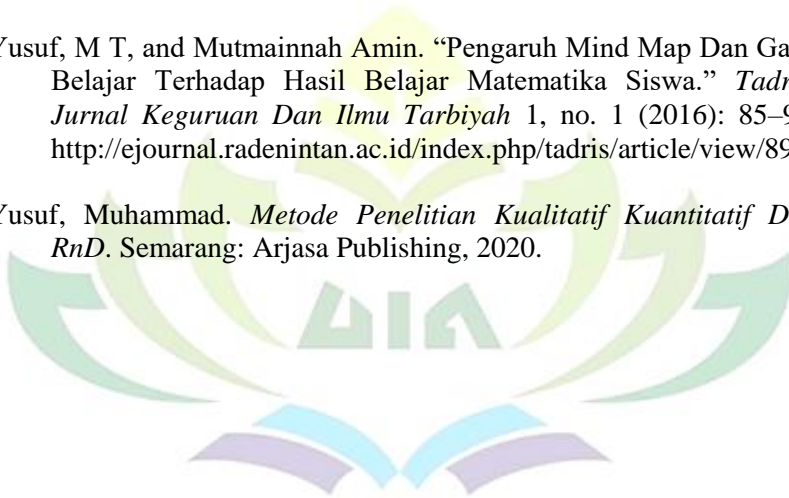 Yusuf, M T, and Mutmainnah Amin. “Pengaruh Mind Map Dan Ga
Belajar Terhadap Hasil Belajar Matematika Siswa.” Tadr
Jurnal Keguruan Dan Ilmu Tarbiyah 1, no. 1 (2016): 85–9
http://ejournal.radenintan.ac.id/index.php/tadris/article/view/89
Yusuf, Muhammad. Metode Penelitian Kualitatif Kuantitatif D
RnD. Semarang: Arjasa Publishing, 2020.
UIN